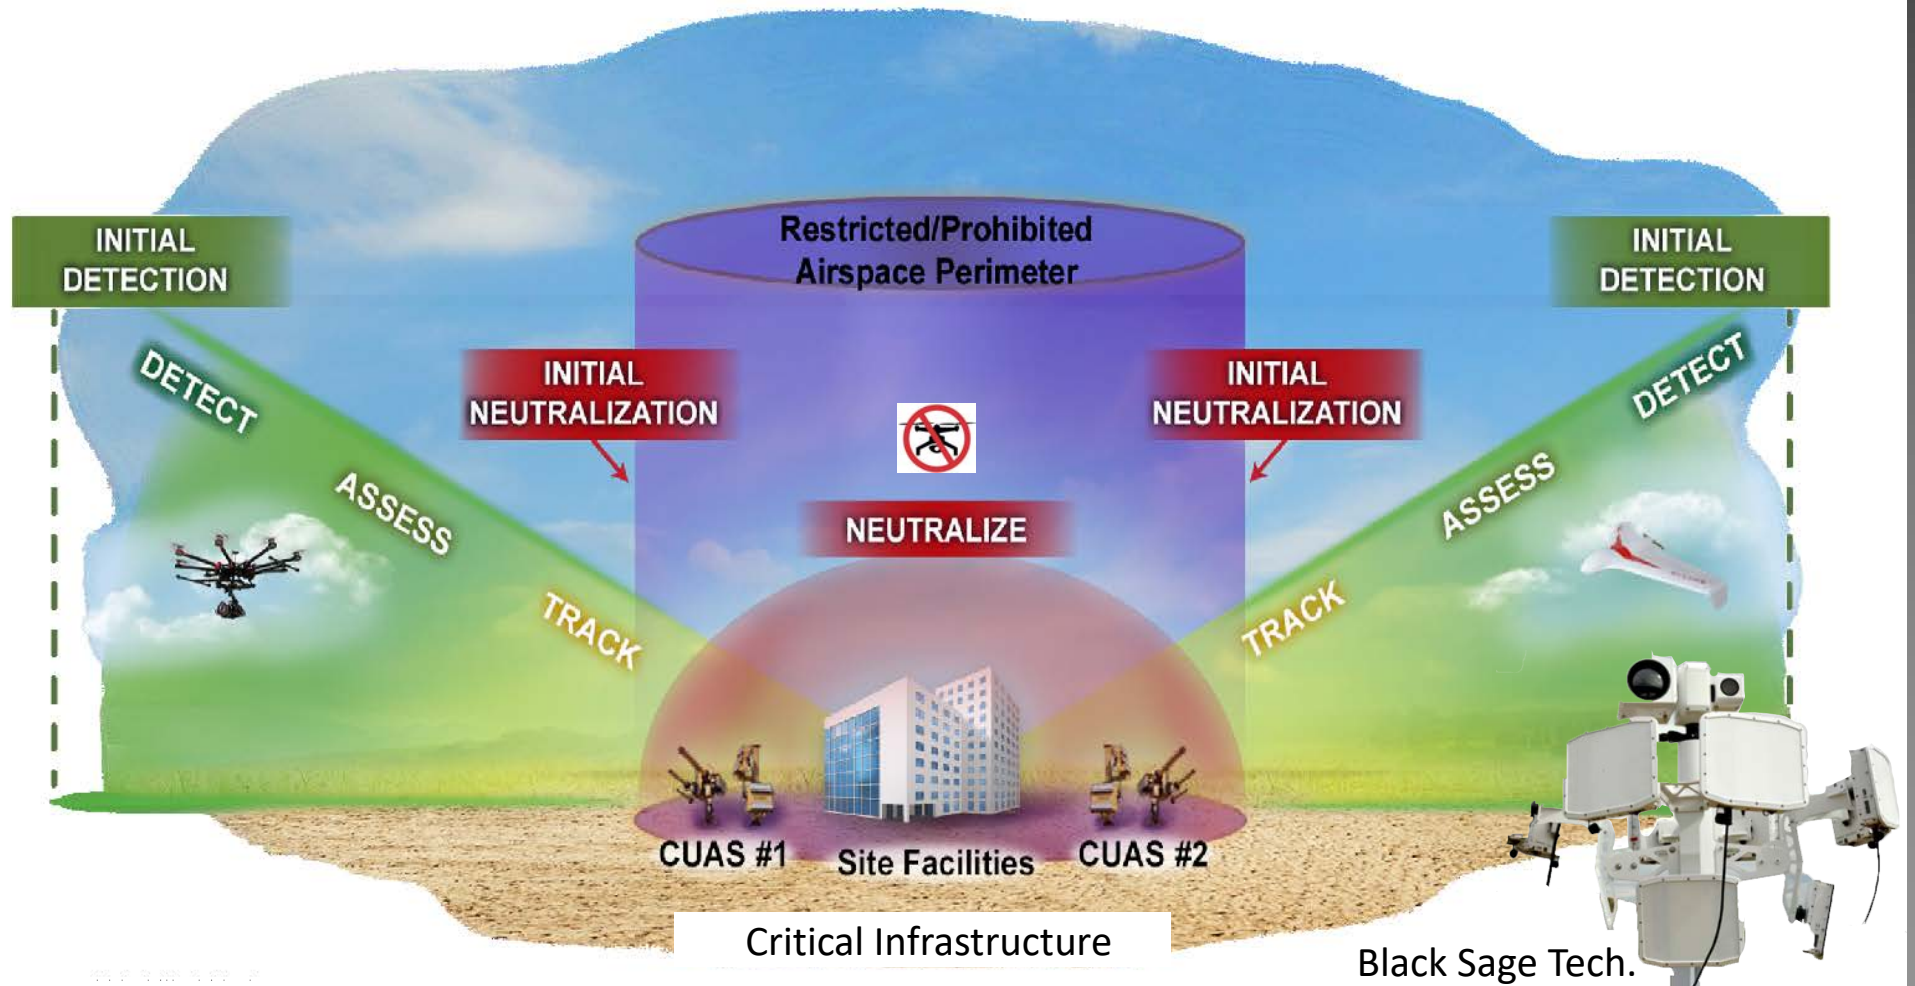 Restricted/Prohibited
Airspace Perimeter
INITIAL
DETECTION
INITIAL
DETECTION
INITIAL
NEUTRALIZATION
INITIAL
NEUTRALIZATION
DETECT
ASSESS
TRACK
DETECT
ASSESS
TRACK
NEUTRALIZE
CUAS #1
Site Facilities
CUAS #2
Critical Infrastructure
Black Sage Tech.